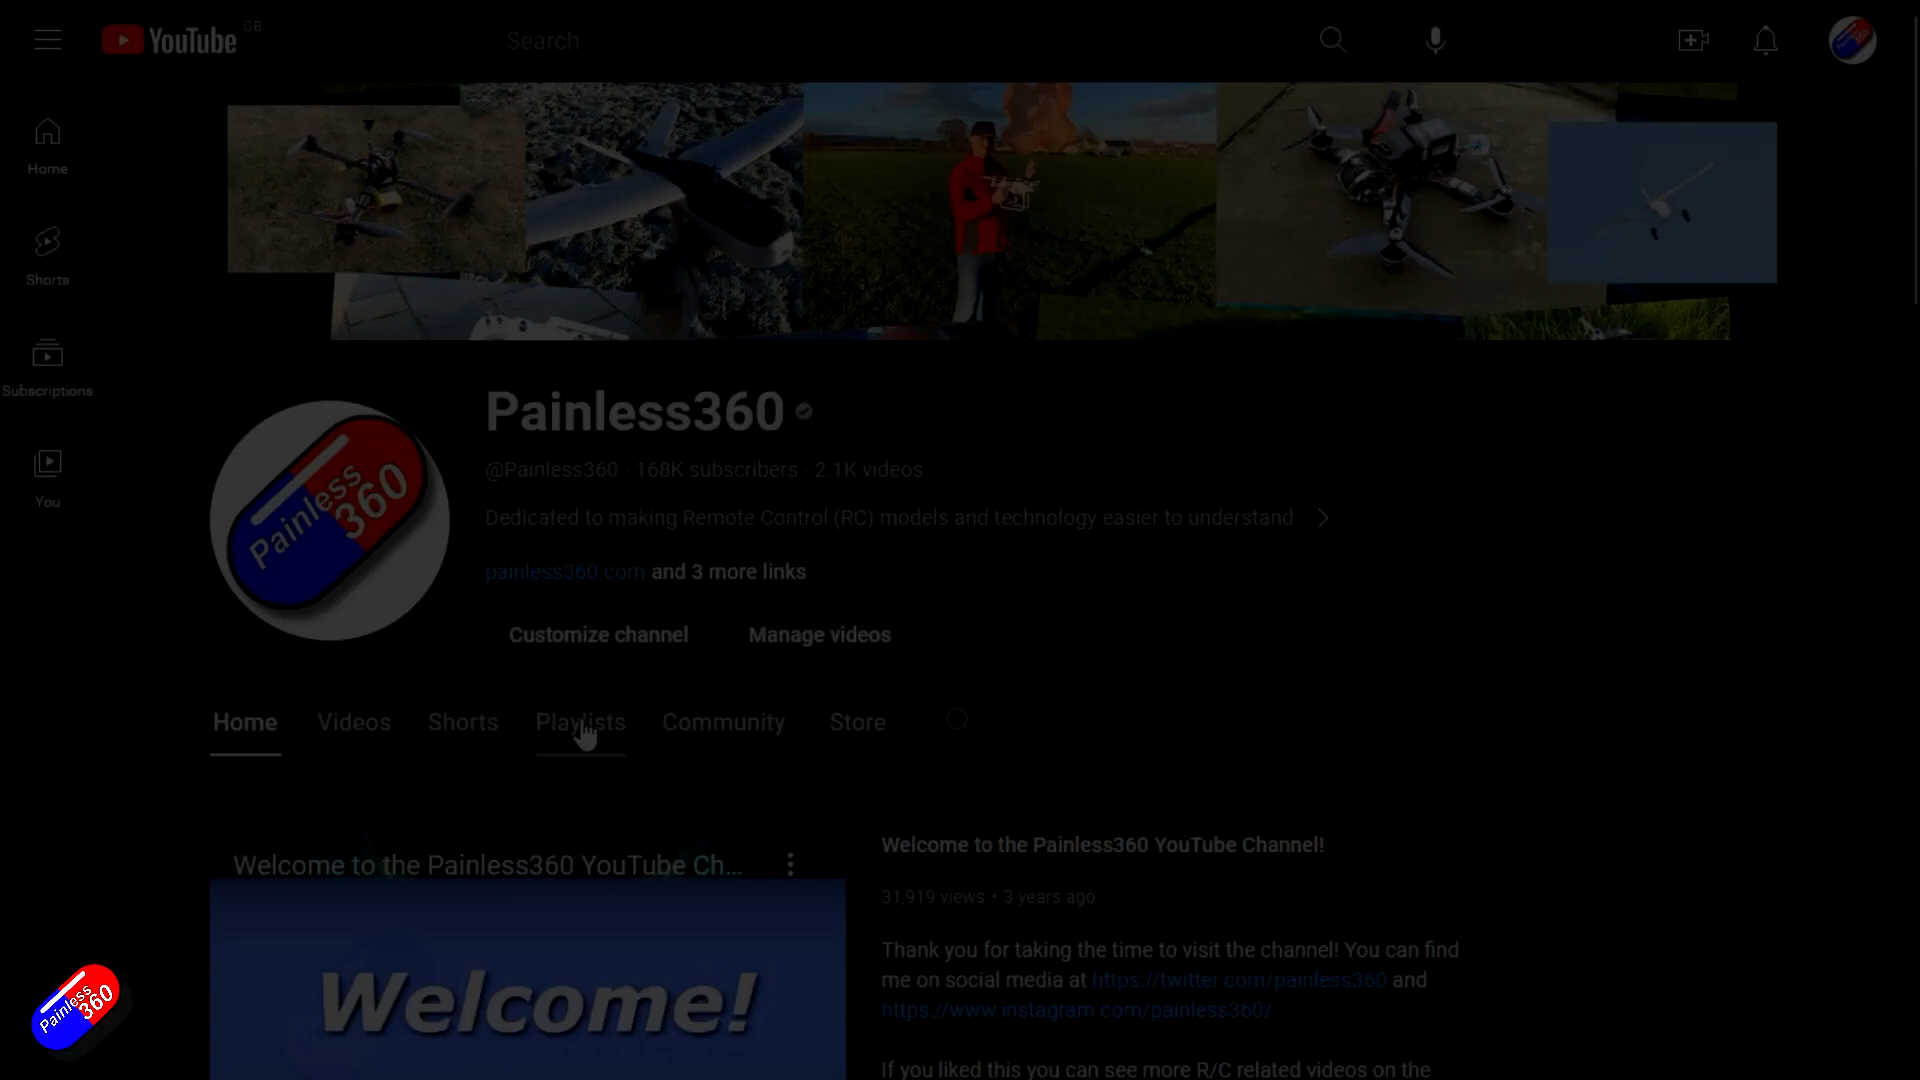 YouTube GB
Search
Home
Shorts
Subscriptions
You
Painless360
Painless360
@Painless360 · 168K subscribers · 2.1K videos
Dedicated to making Remote Control (RC) models and technology easier to understand.
painless360.com and 3 more links
Customize channel Manage videos
Home Videos Shorts Playlists Community Store
Welcome to the Painless360 YouTube Ch...
Welcome!
Welcome to the Painless360 YouTube Channel!
31,919 views • 3 years ago
Thank you for taking the time to visit the channel! You can find
me on social media at https://twitter.com/painless360 and
https://www.instagram.com/painless360/
If you liked this you can see more R/C related videos on the
Painless
360